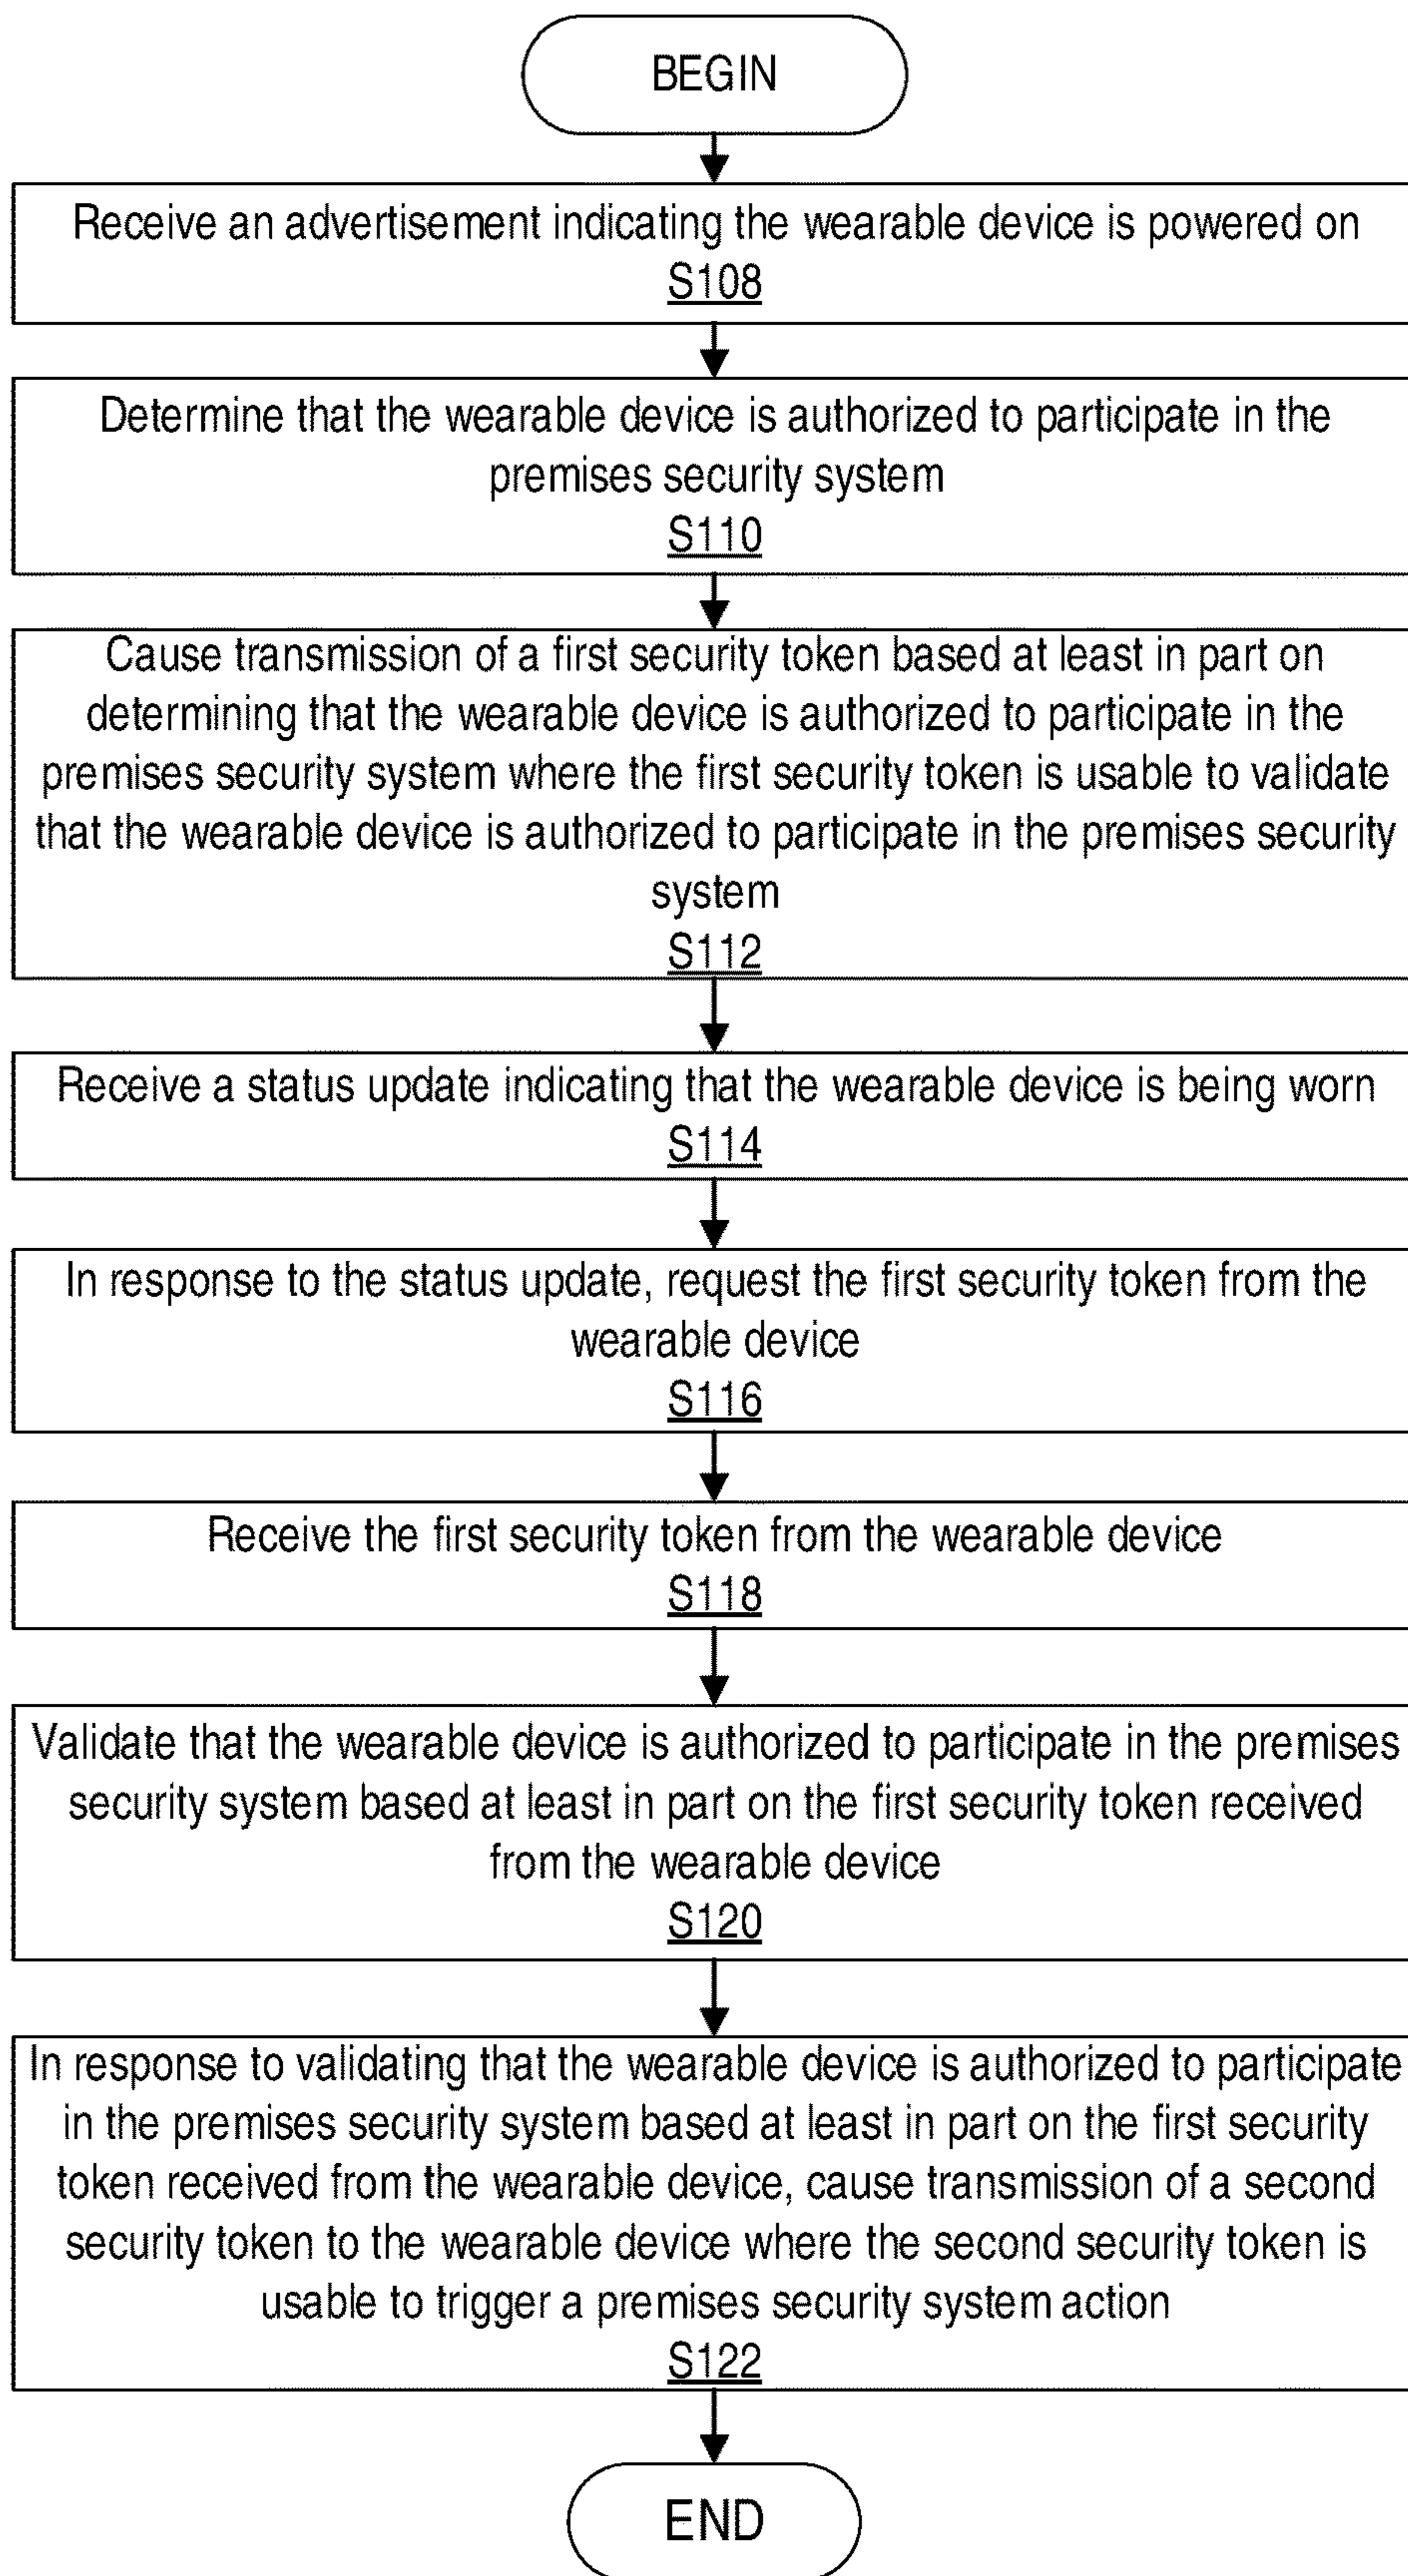 BEGIN
Receive an advertisement indicating the wearable device is powered on
S108
Determine that the wearable device is authorized to participate in the
premises security system
S110
Cause transmission of a first security token based at least in part on
determining that the wearable device is authorized to participate in the
premises security system where the first security token is usable to validate
that the wearable device is authorized to participate in the premises security
system
S112
Receive a status update indicating that the wearable device is being worn
S114
In response to the status update, request the first security token from the
wearable device
S116
Receive the first security token from the wearable device
S118
Validate that the wearable device is authorized to participate in the premises
security system based at least in part on the first security token received
from the wearable device
S120
In response to validating that the wearable device is authorized to participate
in the premises security system based at least in part on the first security
token received from the wearable device, cause transmission of a second
security token to the wearable device where the second security token is
usable to trigger a premises security system action
S122
END